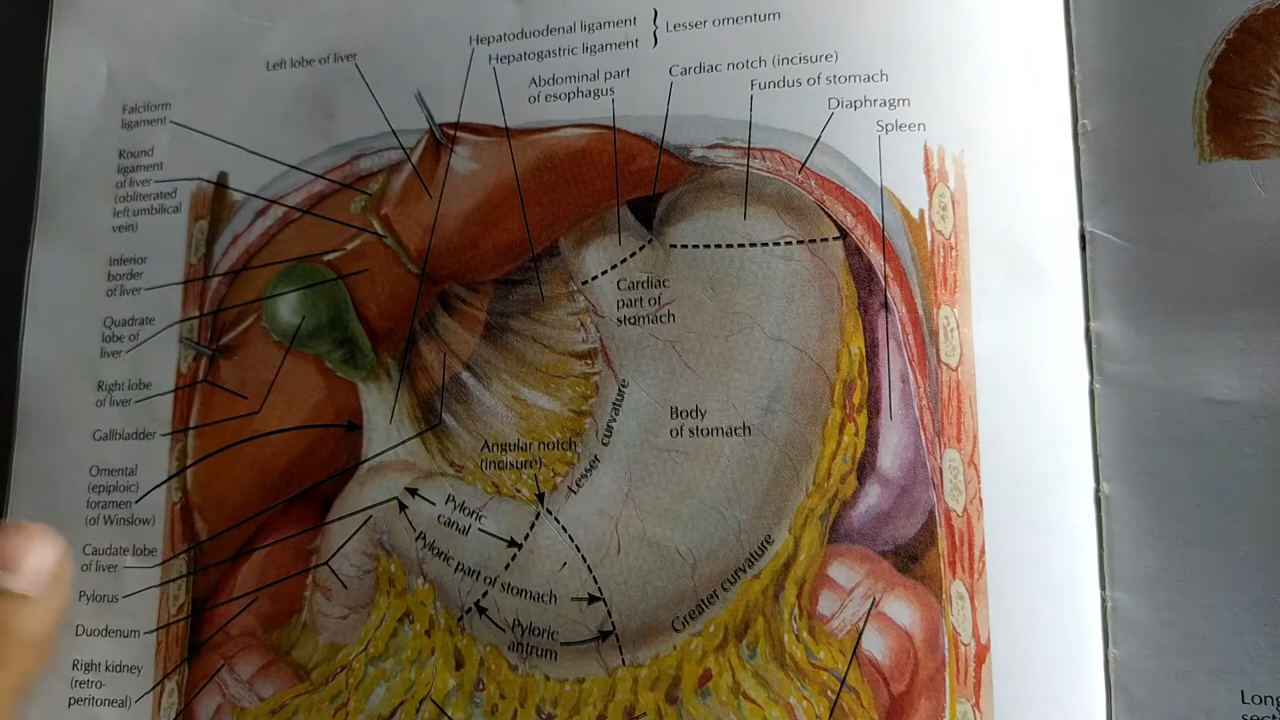 Hepatoduodenal ligament
Hepatogastric ligament
Lesser omentum
Left lobe of liver
Abdominal part
of esophagus
Cardiac notch (incisure)
Fundus of stomach
Diaphragm
Spleen
Falciform
ligament
Round
ligament
of liver
(obliterated
left umbilical
vein)
Inferior
border
of liver
Quadrate
lobe of
liver
Right lobe
of liver
Gallbladder
Omental
(epiploic)
foramen
(of Winslow)
Caudate lobe
of liver
Pylorus
Duodenum
Right kidney
(retro-
peritoneal)
Cardiac
part of
stomach
Body
of stomach
Lesser curvature
Angular notch
(incisure)
Pyloric
canal
Pyloric part of stomach
Pyloric
antrum
Greater curvature